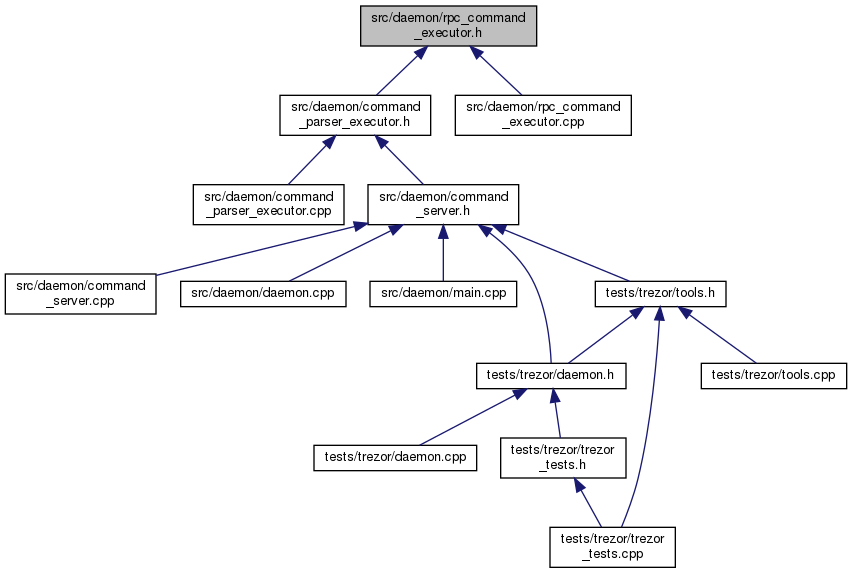 src/daemon/rpc_command
_executor.h
src/daemon/command
_parser_executor.h
src/daemon/rpc_command
_executor.cpp
src/daemon/command
_parser_executor.cpp
src/daemon/command
_server.h
src/daemon/command
_server.cpp
src/daemon/daemon.cpp
src/daemon/main.cpp
tests/trezor/tools.h
tests/trezor/daemon.h
tests/trezor/tools.cpp
tests/trezor/daemon.cpp
tests/trezor/trezor
_tests.h
tests/trezor/trezor
_tests.cpp